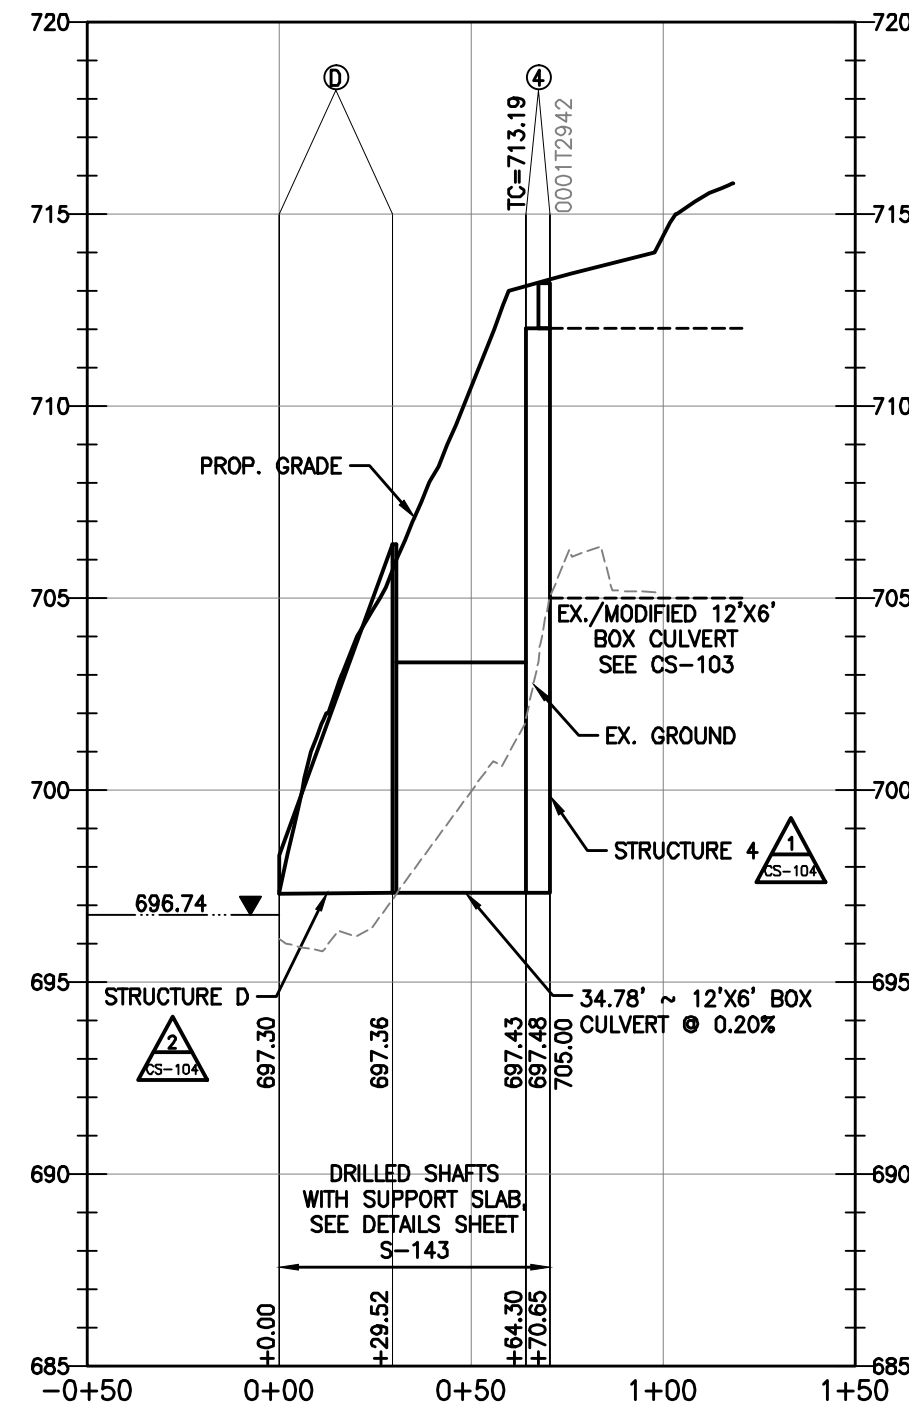 720
720
D
4
TC=713.19
0001T2942
715
715
710
710
PROP. GRADE
705
705
EX./MODIFIED 12'X6'
BOX CULVERT
SEE CS-103
EX. GROUND
700
700
STRUCTURE 4
1
CS-104
696.74
695
695
STRUCTURE D
34.78' ~ 12'X6' BOX
CULVERT @ 0.20%
2
CS-104
697.30
697.36
697.43
697.48
705.00
690
690
DRILLED SHAFTS
WITH SUPPORT SLAB,
SEE DETAILS SHEET
S-143
+0.00
+29.52
+64.30
+70.65
685
685
-0+50
0+00
0+50
1+00
1+50